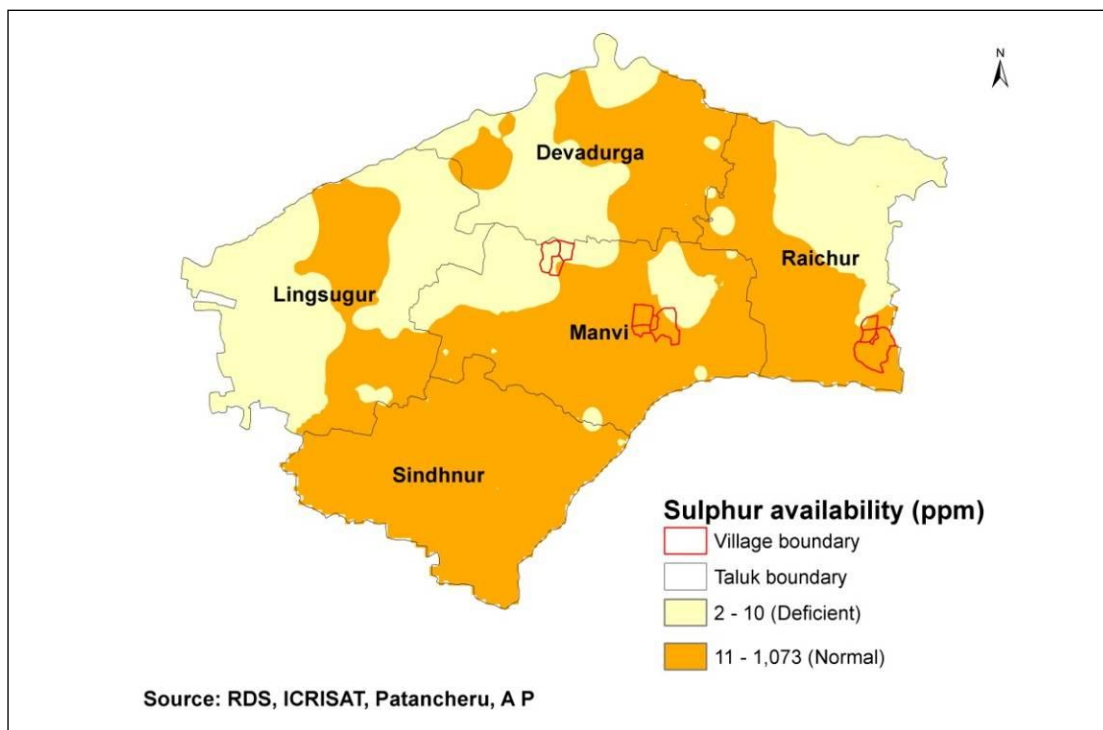 N
Devadurga
Raichur
Lingsugur
Manvi
Sindhnur
Sulphur availability (ppm)
Village boundary
Taluk boundary
2 - 10 (Deficient)
11 - 1,073 (Normal)
Source: RDS, ICRISAT, Patancheru, A P